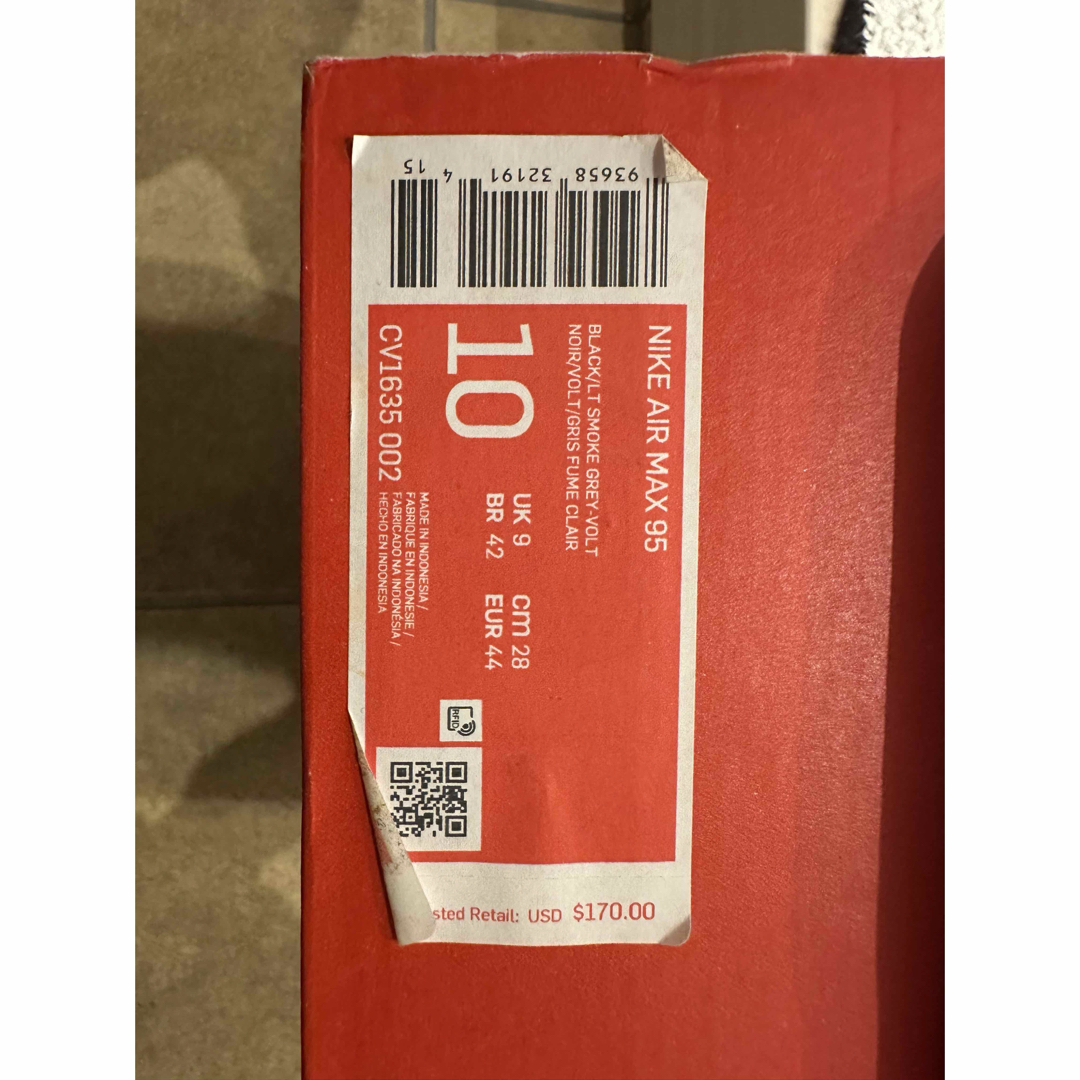 NIKE AIR MAX 95
BLACK/LT SMOKE GREY-VOLT
NOIR/VOLT/GRIS FUME CLAIR
10
UK 9 cm 28
BR 42 EUR 44
CV1635 002
MADE IN INDONESIA /
FABRIQUE EN INDONESIE /
FABRICADO NA INDONÉSIA /
HECHO EN INDONESIA
RFID
93658 32191 4 15
Retail: USD $170.00